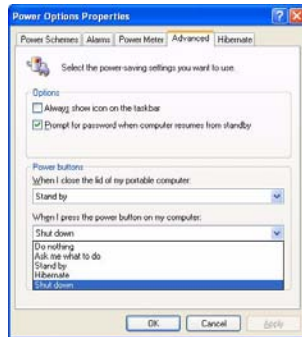 Power Options Properties
Power Schemes Alarms Power Meter Advanced Hibernate
Select the power-saving settings you want to use.
Options
Always show icon on the taskbar
Prompt for password when computer resumes from standby
Power buttons
When I close the lid of my portable computer:
Stand by
When I press the power button on my computer:
Shut down
Do nothing
Ask me what to do
Stand by
Hibernate
Shut down
OK Cancel Apply